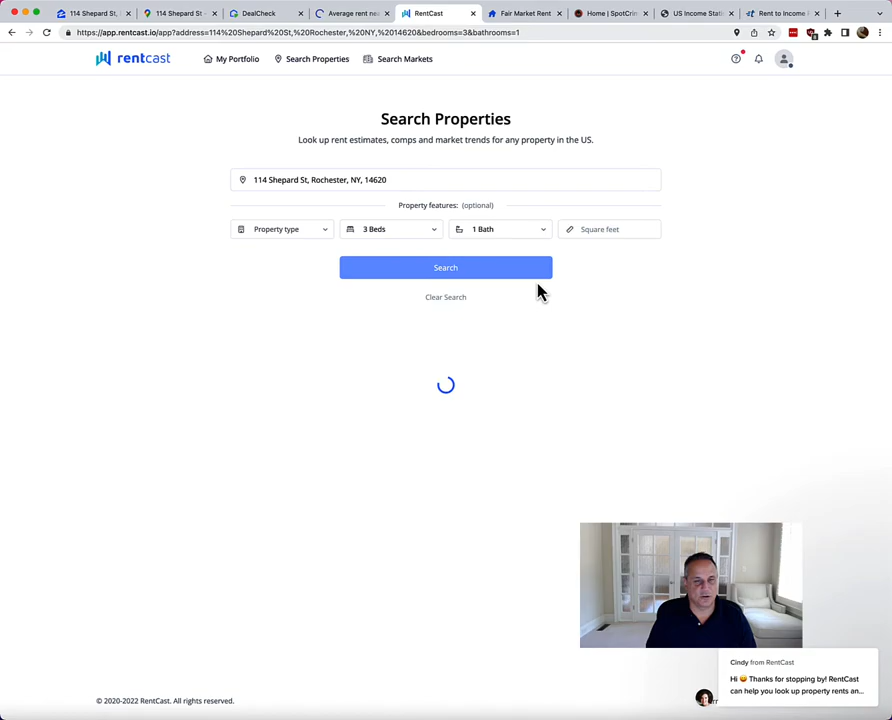 114 Shepard St,
114 Shepard St -
DealCheck
Average rent nea
RentCast
Fair Market Rent
Home | SpotCrim
US Income Stati
Rent to Income
https://app.rentcast.io/app?address=114%20Shepard%20St,%20Rochester,%20NY,%2014620&bedrooms=3&bathrooms=1
rentcast
My Portfolio
Search Properties
Search Markets
Search Properties
Look up rent estimates, comps and market trends for any property in the US.
114 Shepard St, Rochester, NY, 14620
Property features: (optional)
Property type
3 Beds
1 Bath
Square feet
Search
Clear Search
Cindy from RentCast
Hi 😛 Thanks for stopping by! RentCast
can help you look up property rents an...
© 2020-2022 RentCast. All rights reserved.